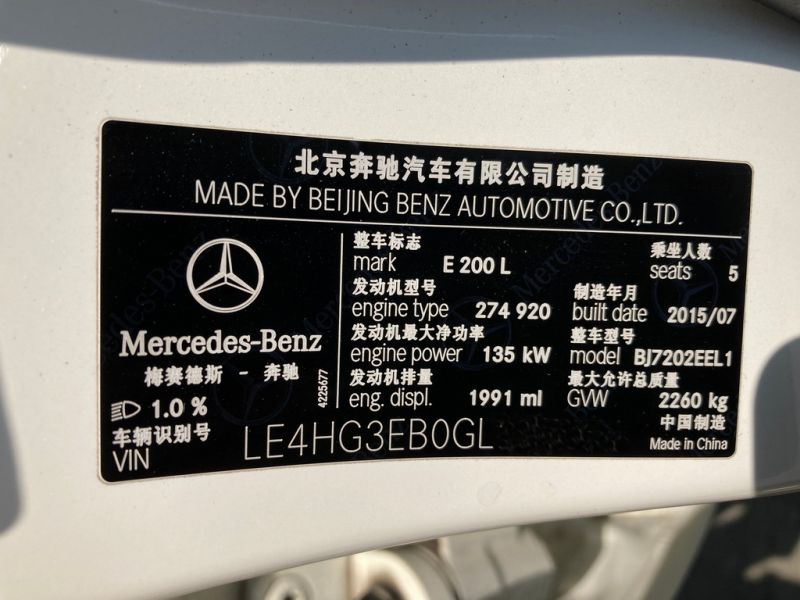 北京奔驰汽车有限公司制造
MADE BY BEIJING BENZ AUTOMOTIVE CO.,LTD.
Mercedes-Benz
梅赛德斯 - 奔驰
1.0 %
4225677
整车标志
mark E 200 L
乘坐人数
seats 5
发动机型号
engine type 274 920
制造年月
built date 2015/07
发动机最大净功率
engine power 135 kW
整车型号
model BJ7202EEL1
发动机排量
eng. displ. 1991 ml
最大允许总质量
GVW 2260 kg
车辆识别号
VIN LE4HG3EB0GL
中国制造
Made in China